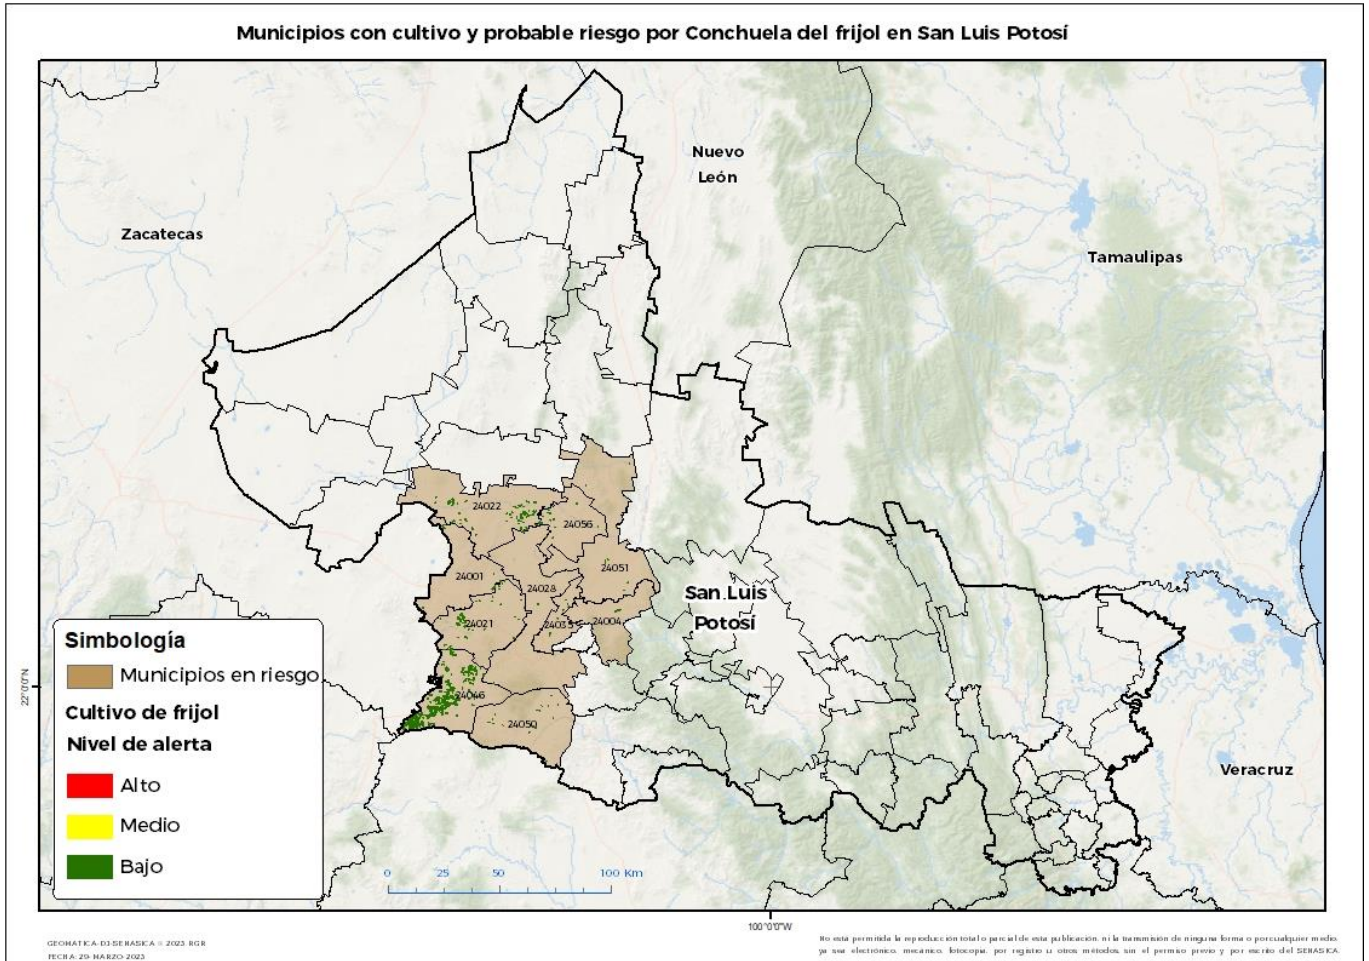 Municipios con cultivo y probable riesgo por Conchuela del frijol en San Luis Potosí
Nuevo
León
Zacatecas
Tamaulipas
24022
24056
24001
24028
24051
San Luis
Potosí
24021
24035
24004
24046
24050
Veracruz
22°0'0"N
Simbología
Municipios en riesgo
Cultivo de frijol
Nivel de alerta
Alto
Medio
Bajo
0 25 50 100 Km
100°0'0"W
GEOMATICA-DJ-SENASICA © 2023 RGR
FECHA: 29-MARZO-2023
No está permitida la reproducción total o parcial de esta publicación, ni la transmisión de ninguna forma o por cualquier medio,
ya sea electrónico, mecanico, fotocopia, por registro u otros métodos, sin el permiso previo y por escrito del SENASICA.